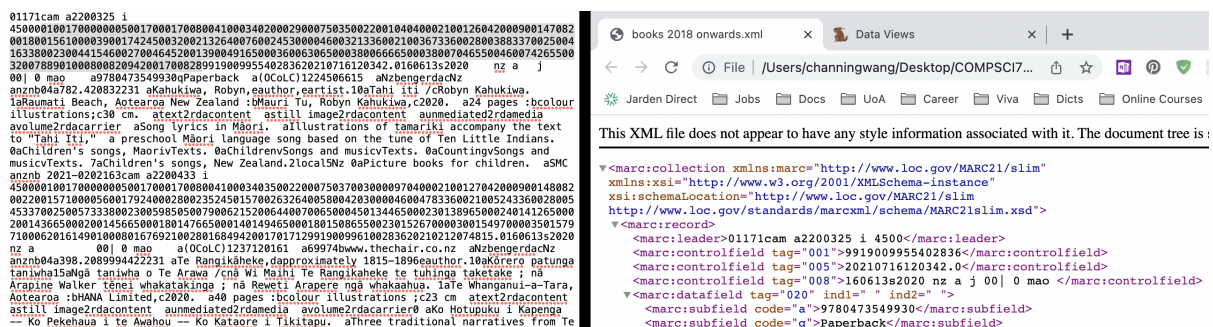 01171cam a2200325 i
4500001001700000005001700017008004100034020002900075035002200104040002100126042000900147082
0018001561000039001742450032002132640076002453000046003213360021003673360028003883370025004
1633800230044154600270046452001390049165000360063065000380066665000380070465500460074265500
32007889010008008209420017008289919009955402836202107161203​42.0160613s2020    nz a   j
00| 0 mao   a9780473549930qPaperback  a(OCoLC)1224506615  aNzbengerdacNz
anznb04a782.420832231 aKahukiwa, Robyn,eauthor,eartist.10aTahi iti /cRobyn Kahukiwa.
1aRaumati Beach, Aotearoa New Zealand :bMauri Tu, Robyn Kahukiwa,c2020.  a24 pages :bcolour
illustrations;c30 cm.  atext2rdacontent  astill image2rdacontent  aunmediated2rdamedia
avolume2rdacarrier  aSong lyrics in Māori.  aIllustrations of tamariki accompany the text
to "Tahi Iti,"  a preschool Māori  language song based on the tune of Ten Little Indians.
0aChildren's songs, MaorivTexts. 0aChildrenvSongs and musicvTexts. 0aCountingvSongs and
musicvTexts. 7aChildren's songs, New Zealand.2local5Nz 0aPicture books for children.  aSMC
anznb 2021-0202163cam a2200433 i
4500001001700000005001700017008004100034035002200075037003000097040002100127042000900148082
00220015710000560017924000280023524501570026326400580042030000460047833600210052433600280 05
45337002500573338002300598505007900621520064400700650004501344650002301389650002401412650 00
2001436650002001456650001801476650001401494650001801508655002301526700003001549700003501579
710006201614901000801676921002801684942001701712991909910028362021021207​4815.0160613s2020
nz a          00| 0 mao    a(OCoLC)1237120161  a69974bwww.thechair.co.nz  aNzbengerdacNz
anznb04a398.2089994422231 aTe Rangikāheke,dapproximately 1815-1896eauthor.10aKōrero patunga
taniwha15aNgā taniwha o Te Arawa /cnā Wi Maihi Te Rangikaheke te tuhinga taketake ; nā
Arapine Walker tēnei whakatakinga ; nā Reweti Arapere ngā whakaahua. 1aTe Whanganui-a-Tara,
Aotearoa :bHANA Limited,c2020.  a40 pages :bcolour illustrations ;c23 cm  atext2rdacontent
astill image2rdacontent  aunmediated2rdamedia  avolume2rdacarrier0 aKo Hotupuku i Kapenga
-- Ko Pekehaua i te Awahou -- Ko Kataore i Tikitapu.  aThree traditional narratives from Te
books 2018 onwards.xml
Data Views
File | /Users/channingwang/Desktop/COMPSCI7...
Jarden Direct
Jobs
Docs
UoA
Career
Viva
Dicts
Online Courses
This XML file does not appear to have any style information associated with it. The document tree is
<marc:collection xmlns:marc="http://www.loc.gov/MARC21/slim"
xmlns:xsi="http://www.w3.org/2001/XMLSchema-instance"
xsi:schemaLocation="http://www.loc.gov/MARC21/slim
http://www.loc.gov/standards/marcxml/schema/MARC21slim.xsd">
<marc:record>
<marc:leader>01171cam a2200325 i 4500</marc:leader>
<marc:controlfield tag="001">9919009955402836</marc:controlfield>
<marc:controlfield tag="005">20210716120342.0</marc:controlfield>
<marc:controlfield tag="008">160613s2020 nz a j 00| 0 mao </marc:controlfield>
<marc:datafield tag="020" ind1=" " ind2=" ">
<marc:subfield code="a">9780473549930</marc:subfield>
<marc:subfield code="q">Paperback</marc:subfield>